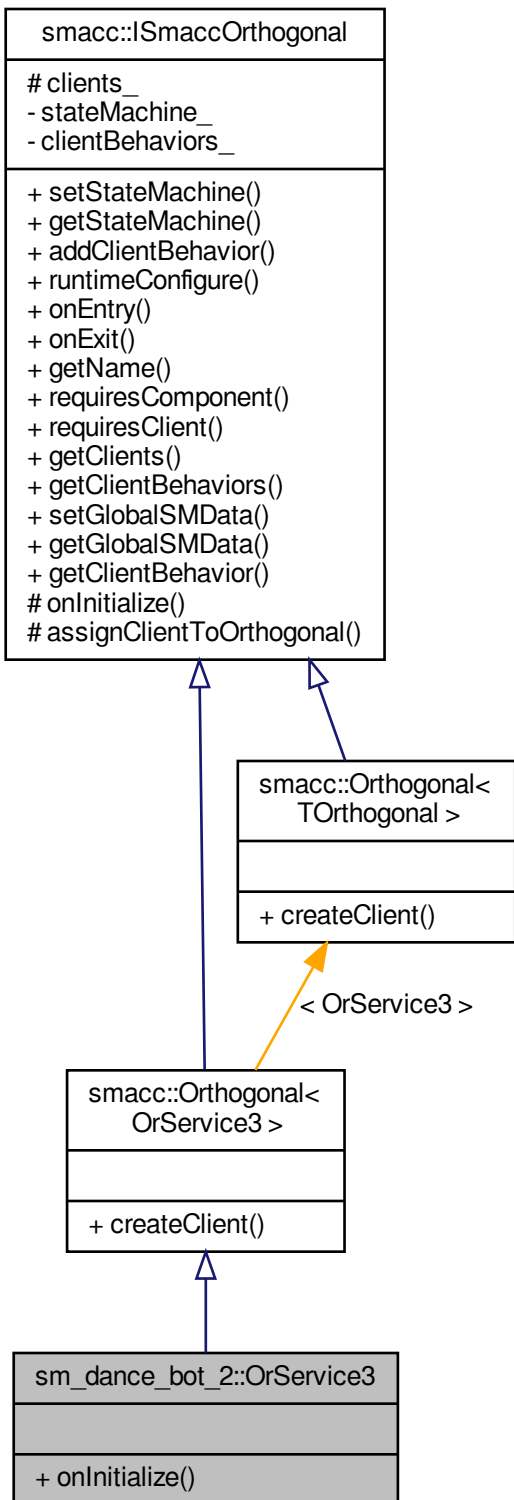 smacc::ISmaccOrthogonal
# clients_
- stateMachine_
- clientBehaviors_
+ setStateMachine()
+ getStateMachine()
+ addClientBehavior()
+ runtimeConfigure()
+ onEntry()
+ onExit()
+ getName()
+ requiresComponent()
+ requiresClient()
+ getClients()
+ getClientBehaviors()
+ setGlobalSMData()
+ getGlobalSMData()
+ getClientBehavior()
# onInitialize()
# assignClientToOrthogonal()
smacc::Orthogonal<
TOrthogonal >
+ createClient()
< OrService3 >
smacc::Orthogonal<
OrService3 >
+ createClient()
sm_dance_bot_2::OrService3
+ onInitialize()